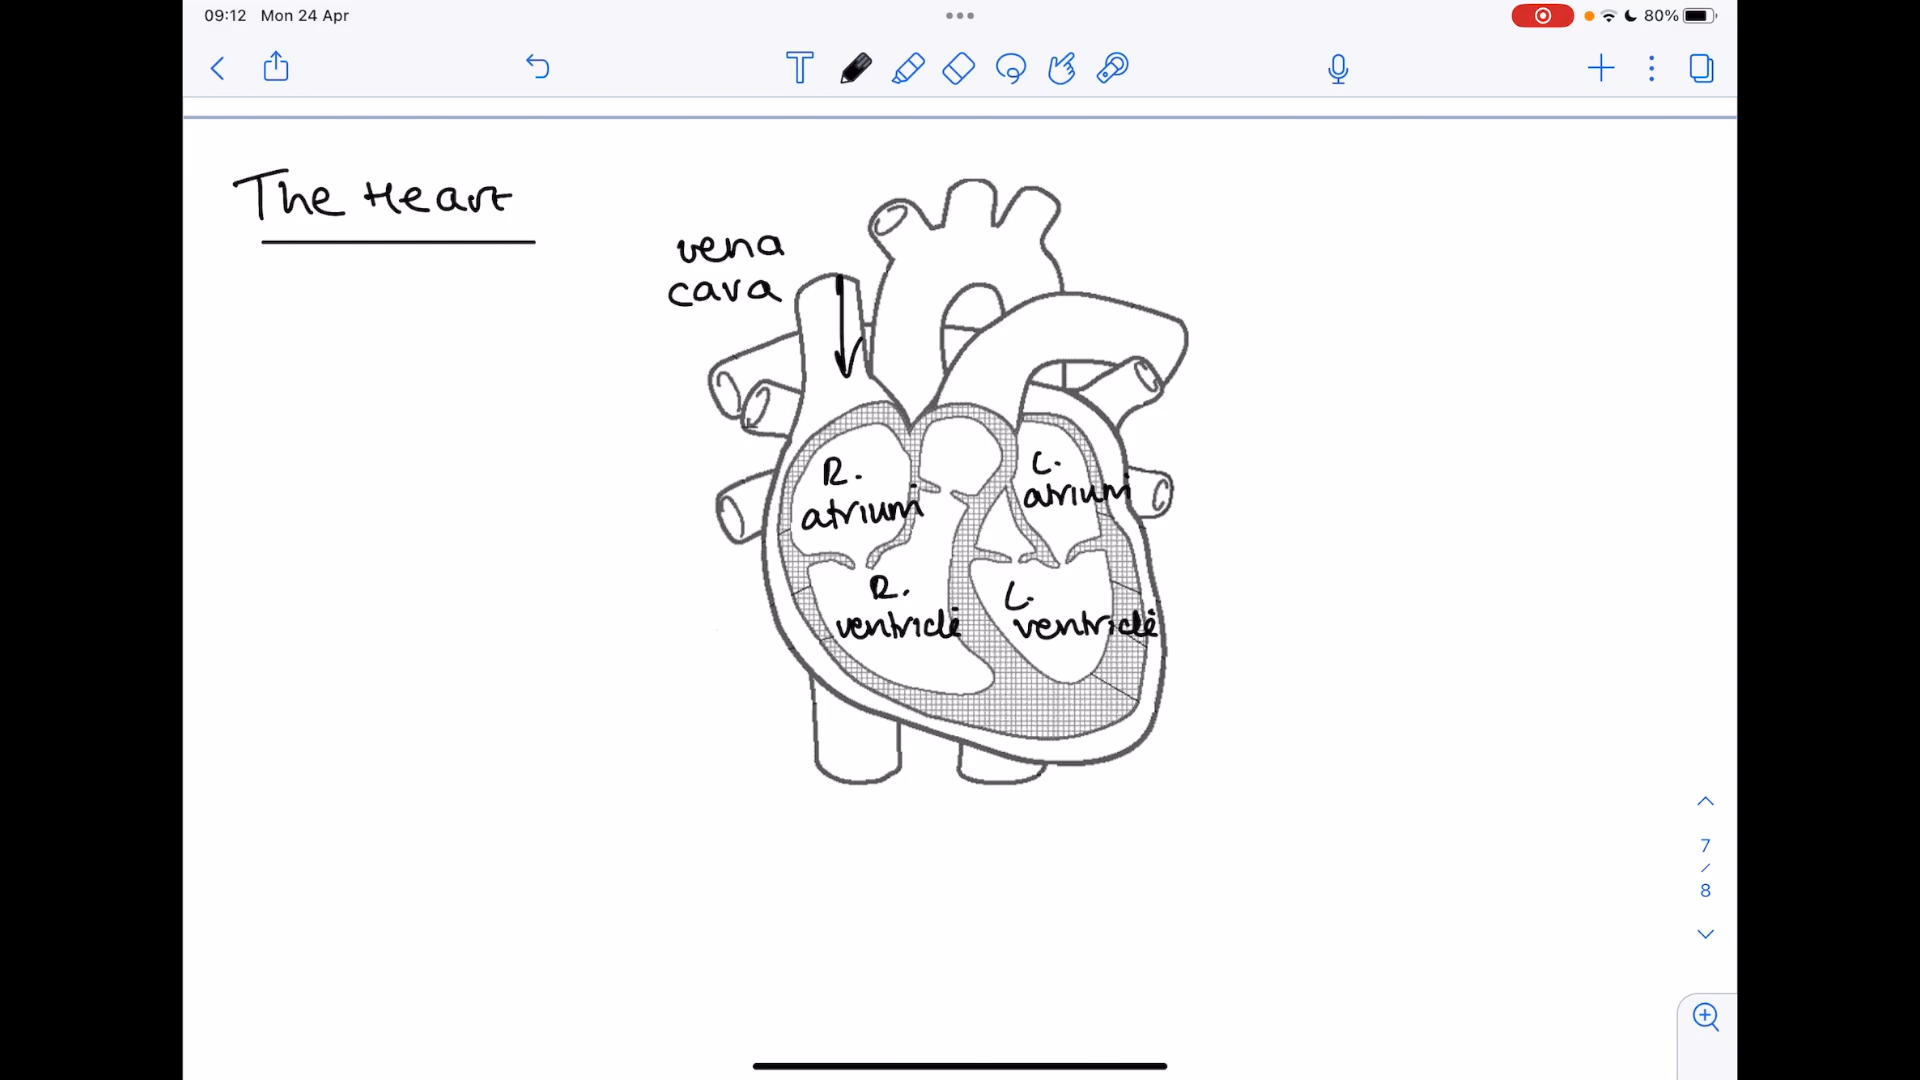 09:12 Mon 24 Apr
80%
The Heart
vena
cava
R.
atrium
L.
atrium
R.
ventricle
L.
ventricle
7
/
8